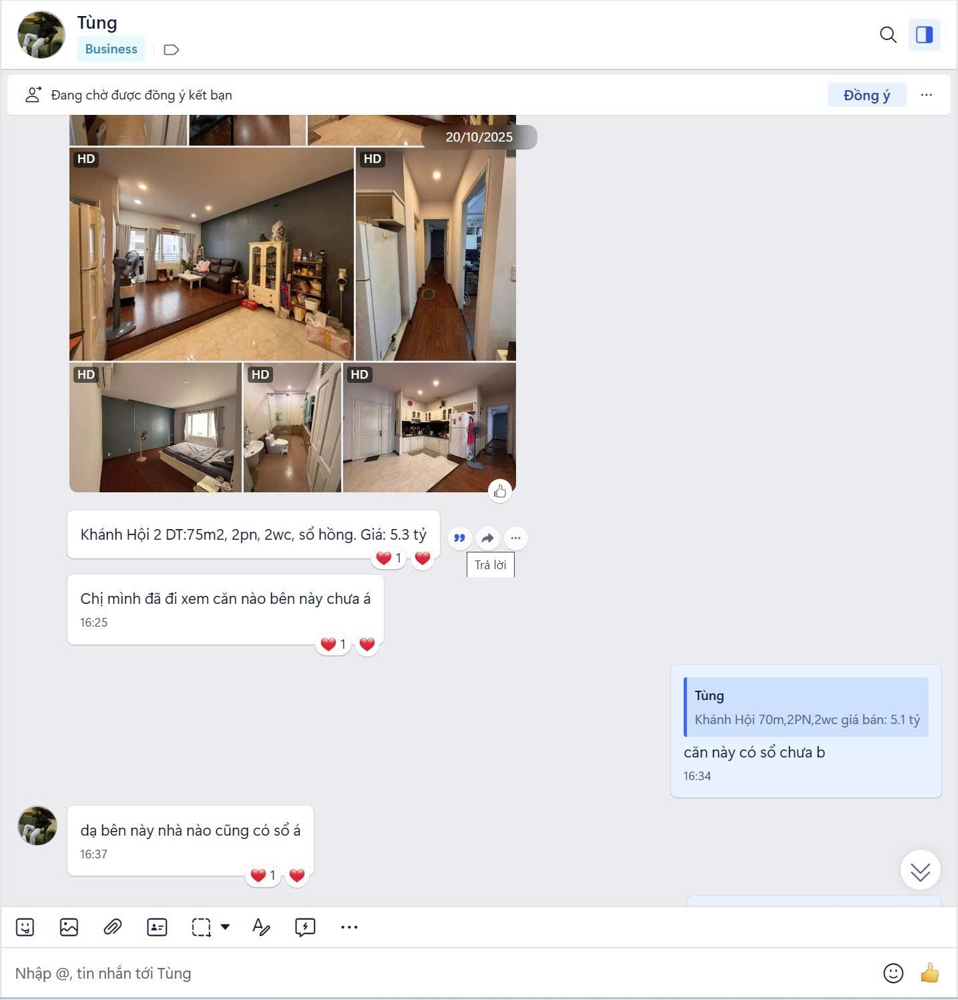 Tùng
Business
Đang chờ được đồng ý kết bạn
Đồng ý
20/10/2025
HD
HD
HD
HD
HD
Khánh Hội 2 DT:75m2, 2pn, 2wc, sổ hồng. Giá: 5.3 tỷ
1
Trả lời
Chị mình đã đi xem căn nào bên này chưa á
16:25
1
Tùng
Khánh Hội 70m,2PN,2wc giá bán: 5.1 tỷ
căn này có sổ chưa b
16:34
dạ bên này nhà nào cũng có sổ á
16:37
1
Nhập @, tin nhắn tới Tùng